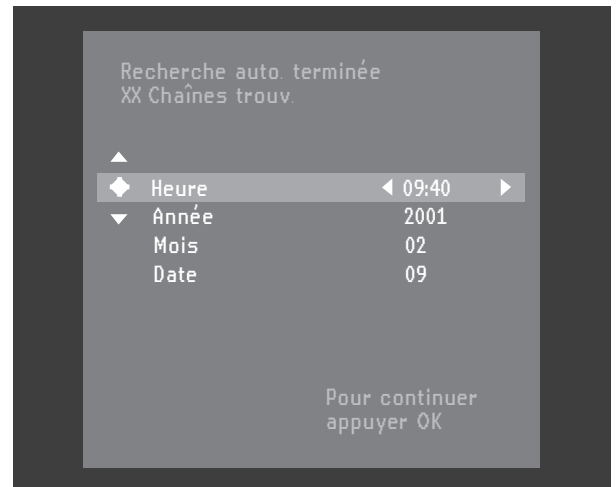 Recherche auto. terminée
XX Chaînes trouv.
Heure 09:40
Année 2001
Mois 02
Date 09
Pour continuer
appuyer OK